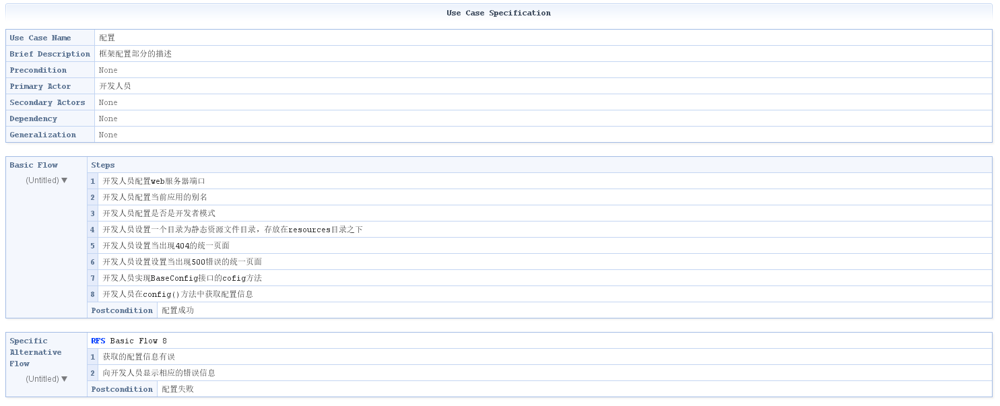 Use Case Specification
Use Case Name 配置
Brief Description 框架配置部分的描述
Precondition None
Primary Actor 开发人员
Secondary Actors None
Dependency None
Generalization None
Basic Flow Steps
(Untitled) ▼
1 开发人员配置web服务器端口
2 开发人员配置当前应用的别名
3 开发人员配置是否是开发者模式
4 开发人员设置一个目录为静态资源文件目录，存放在resources目录之下
5 开发人员设置当出现404的统一页面
6 开发人员设置设置当出现500错误的统一页面
7 开发人员实现BaseConfig接口的cofig方法
8 开发人员在config()方法中获取配置信息
Postcondition 配置成功
Specific
Alternative
Flow
(Untitled) ▼
RFS Basic Flow 8
1 获取的配置信息有误
2 向开发人员显示相应的错误信息
Postcondition 配置失败